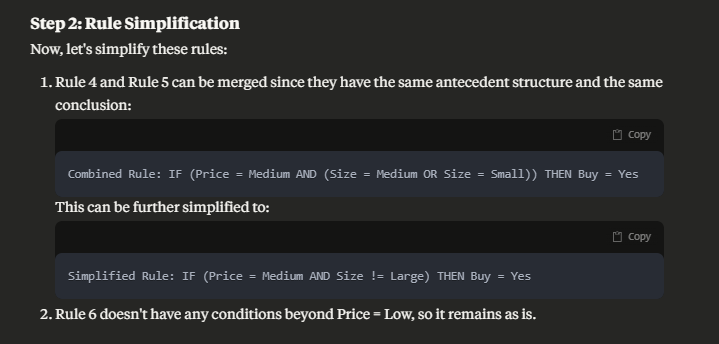 Step 2: Rule Simplification
Now, let's simplify these rules:
1. Rule 4 and Rule 5 can be merged since they have the same antecedent structure and the same
conclusion:
Copy
Combined Rule: IF (Price = Medium AND (Size = Medium OR Size = Small)) THEN Buy = Yes
This can be further simplified to:
Copy
Simplified Rule: IF (Price = Medium AND Size != Large) THEN Buy = Yes
2. Rule 6 doesn't have any conditions beyond Price = Low, so it remains as is.